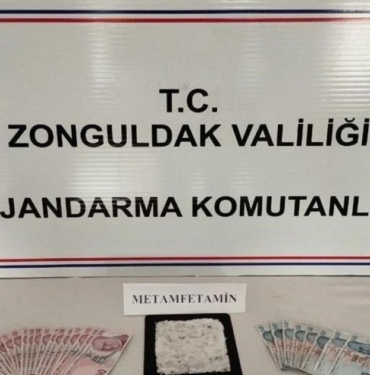 T.C.
ZONGULDAK VALİLİĞİ
JANDARMA KOMUTANL
METAMFETAMİN